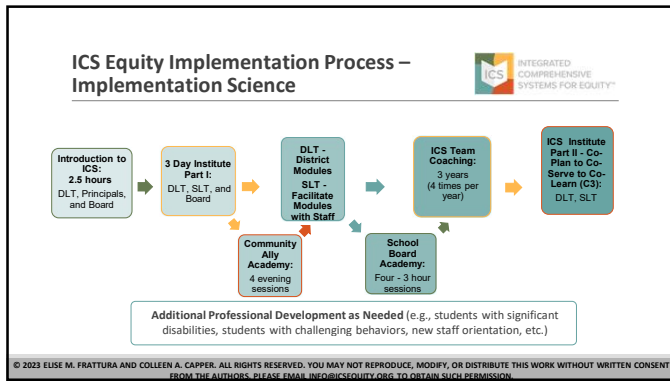 ICS Equity Implementation Process –
Implementation Science
ICS
INTEGRATED
COMPREHENSIVE
SYSTEMS FOR EQUITY™
Introduction to
ICS:
2.5 hours
DLT, Principals,
and Board
3 Day Institute
Part I:
DLT, SLT, and
Board
Community
Ally
Academy:
4 evening
sessions
DLT -
District
Modules
SLT -
Facilitate
Modules
with Staff
School
Board
Academy:
Four - 3 hour
sessions
ICS Team
Coaching:
3 years
(4 times per
year)
ICS Institute
Part II - Co-
Plan to Co-
Serve to Co-
Learn (C3):
DLT, SLT
Additional Professional Development as Needed (e.g., students with significant
disabilities, students with challenging behaviors, new staff orientation, etc.)
© 2023 ELISE M. FRATTURA AND COLLEEN A. CAPPER. ALL RIGHTS RESERVED. YOU MAY NOT REPRODUCE, MODIFY, OR DISTRIBUTE THIS WORK WITHOUT WRITTEN CONSENT
FROM THE AUTHORS. PLEASE EMAIL INFO@ICSEQUITY.ORG TO OBTAIN SUCH PERMISSION.